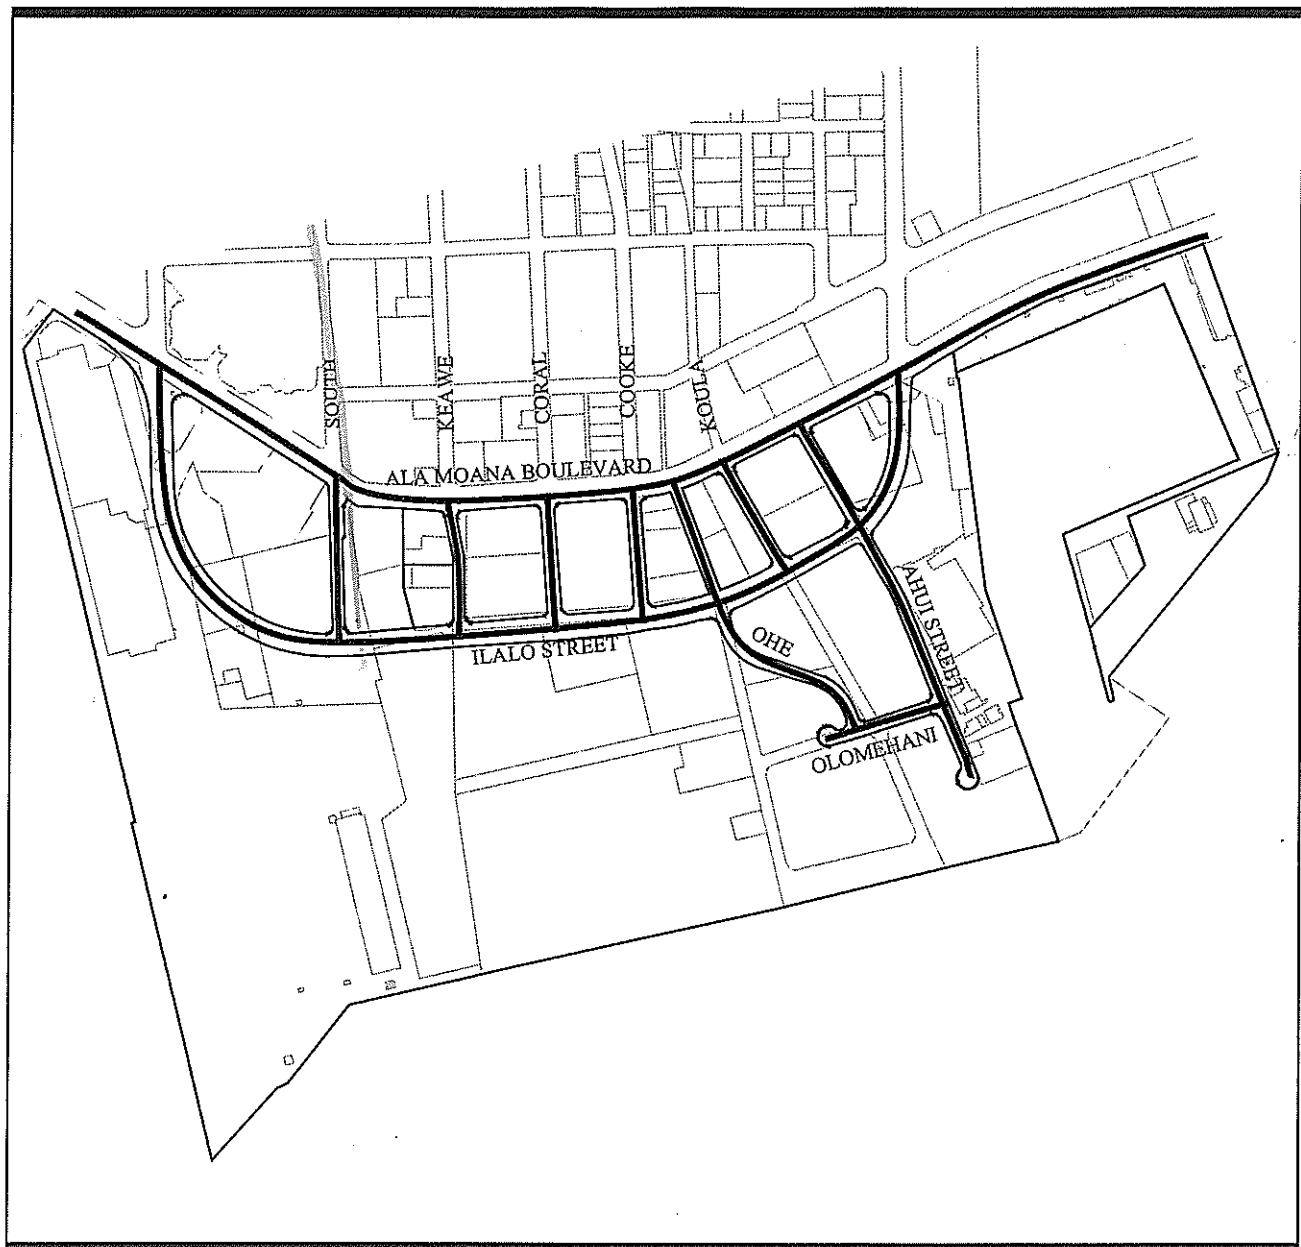 SOUTH
KEAWE
CORAL
COOKE
KOULA
ALA MOANA BOULEVARD
ILALO STREET
OHE
AHUI STREET
OLOMEHANI